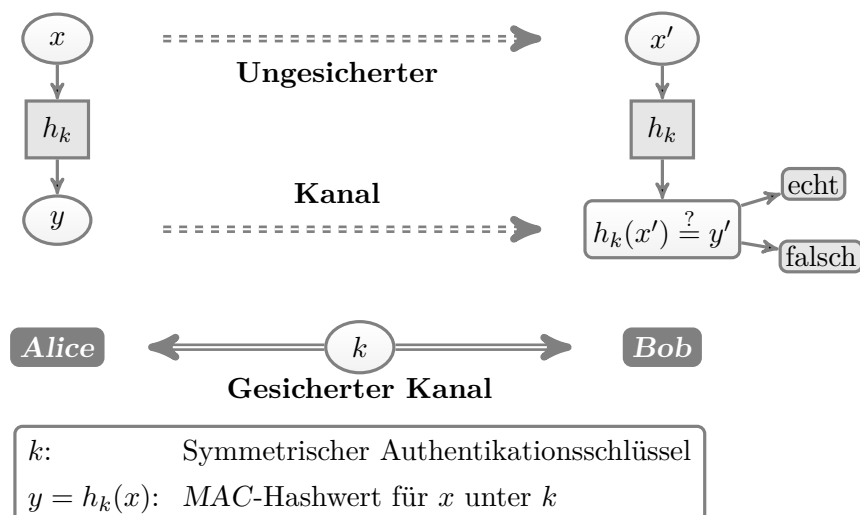 x x′
Ungesicherter
h_k h_k
Kanal
echt
y h_k(x′) ≟ y′
falsch
Alice k Bob
Gesicherter Kanal
k: Symmetrischer Authentikationsschlüssel
y = h_k(x): MAC-Hashwert für x unter k